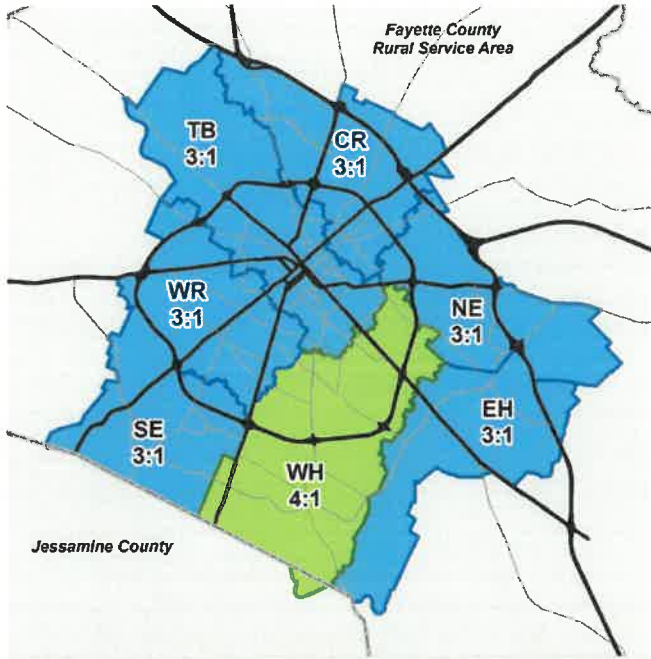 Fayette County
Rural Service Area
TB
3:1
CR
3:1
WR
3:1
NE
3:1
EH
3:1
SE
3:1
WH
4:1
Jessamine County